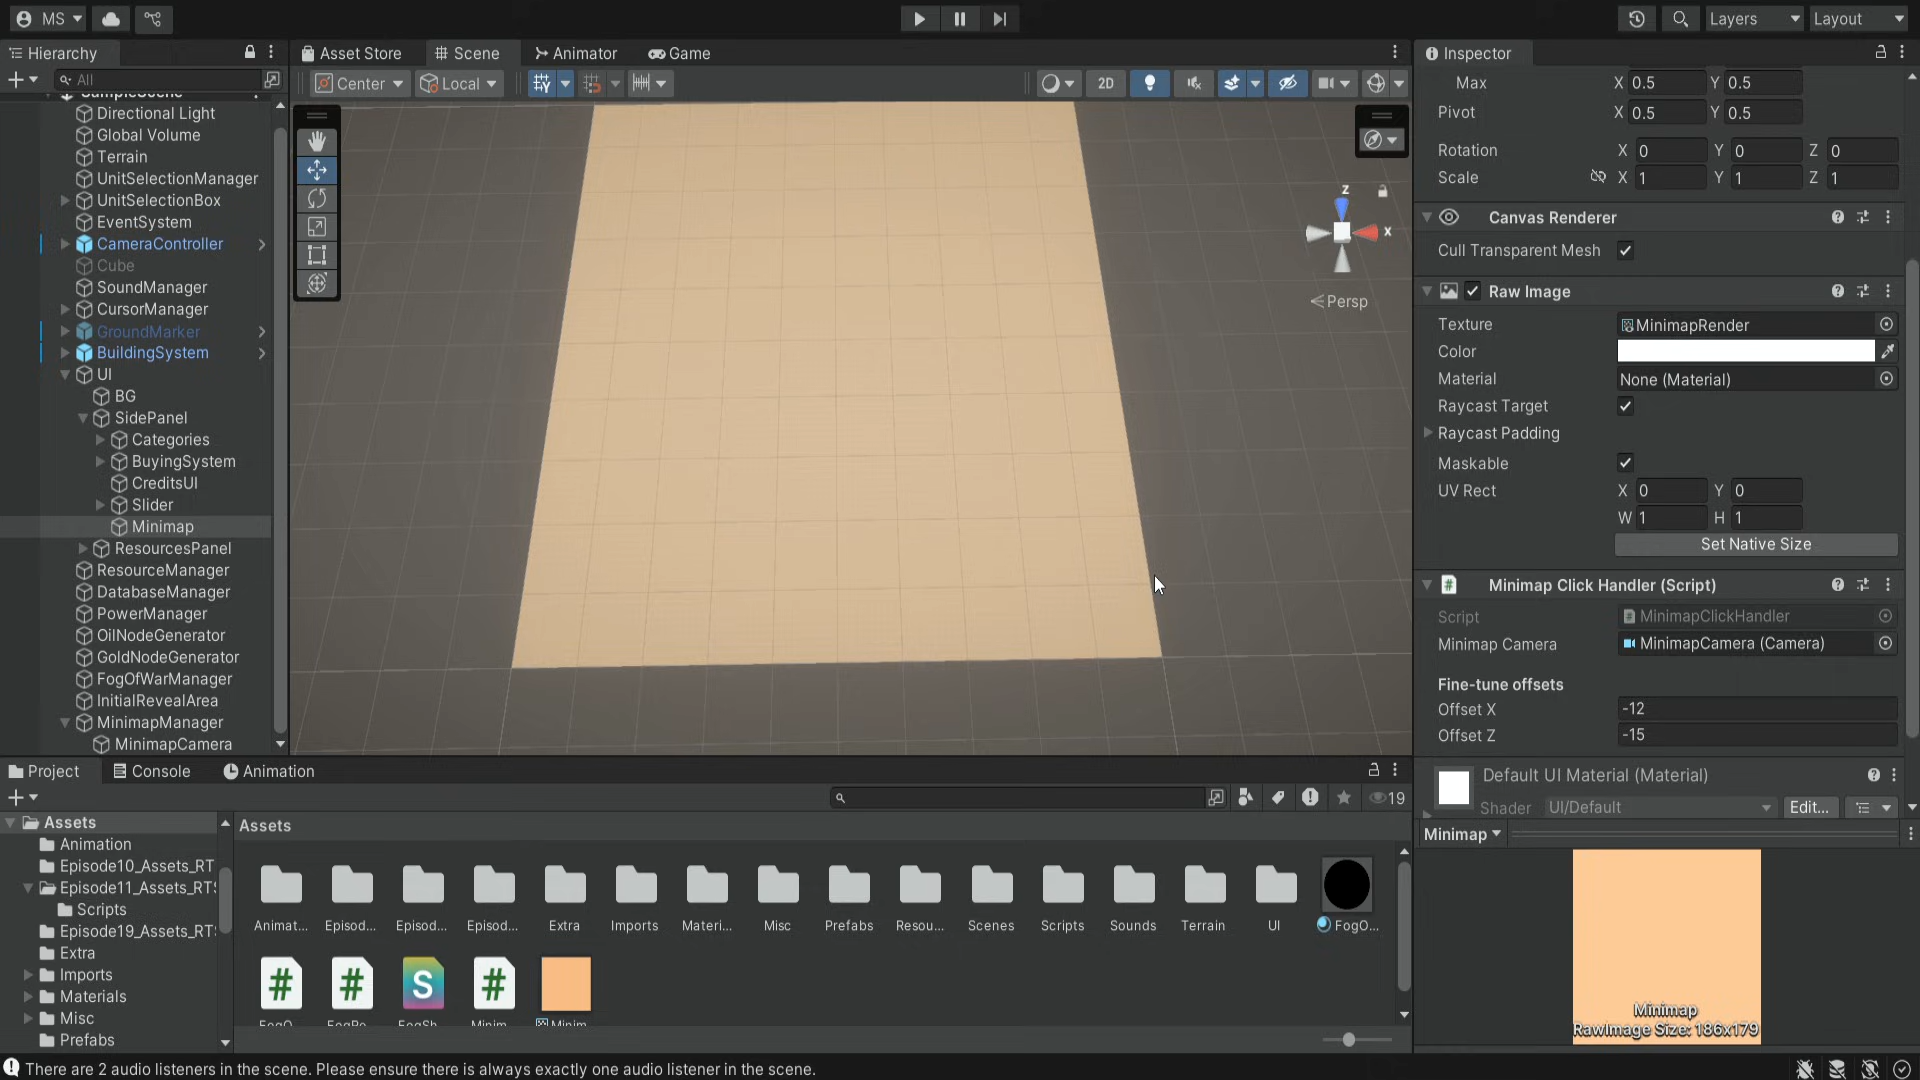 MS
Layers
Layout
Hierarchy
Asset Store
Scene
Animator
Game
Inspector
All
Center
Local
2D
SampleScene
Directional Light
Global Volume
Terrain
UnitSelectionManager
UnitSelectionBox
EventSystem
CameraController
Cube
SoundManager
CursorManager
GroundMarker
BuildingSystem
UI
BG
SidePanel
Categories
BuyingSystem
CreditsUI
Slider
Minimap
ResourcesPanel
ResourceManager
DatabaseManager
PowerManager
OilNodeGenerator
GoldNodeGenerator
FogOfWarManager
InitialRevealArea
MinimapManager
MinimapCamera
z
x
Persp
Max X 0.5 Y 0.5
Pivot X 0.5 Y 0.5
Rotation X 0 Y 0 Z 0
Scale X 1 Y 1 Z 1
Canvas Renderer
Cull Transparent Mesh
Raw Image
Texture MinimapRender
Color
Material None (Material)
Raycast Target
Raycast Padding
Maskable
UV Rect X 0 Y 0
W 1 H 1
Set Native Size
# Minimap Click Handler (Script)
Script # MinimapClickHandler
Minimap Camera MinimapCamera (Camera)
Fine-tune offsets
Offset X -12
Offset Z -15
Default UI Material (Material)
Shader UI/Default Edit...
Minimap
Minimap
RawImage Size: 186x179
Project
Console
Animation
19
Assets
Animation
Episode10_Assets_RT
Episode11_Assets_RTS
Scripts
Episode19_Assets_RTS
Extra
Imports
Materials
Misc
Prefabs
Assets
Animat... Episod... Episod... Episod... Extra Imports Materi... Misc Prefabs Resou... Scenes Scripts Sounds Terrain UI FogO...
# # S #
FogO... FogRe... FogSh... Minim... Minim...
There are 2 audio listeners in the scene. Please ensure there is always exactly one audio listener in the scene.